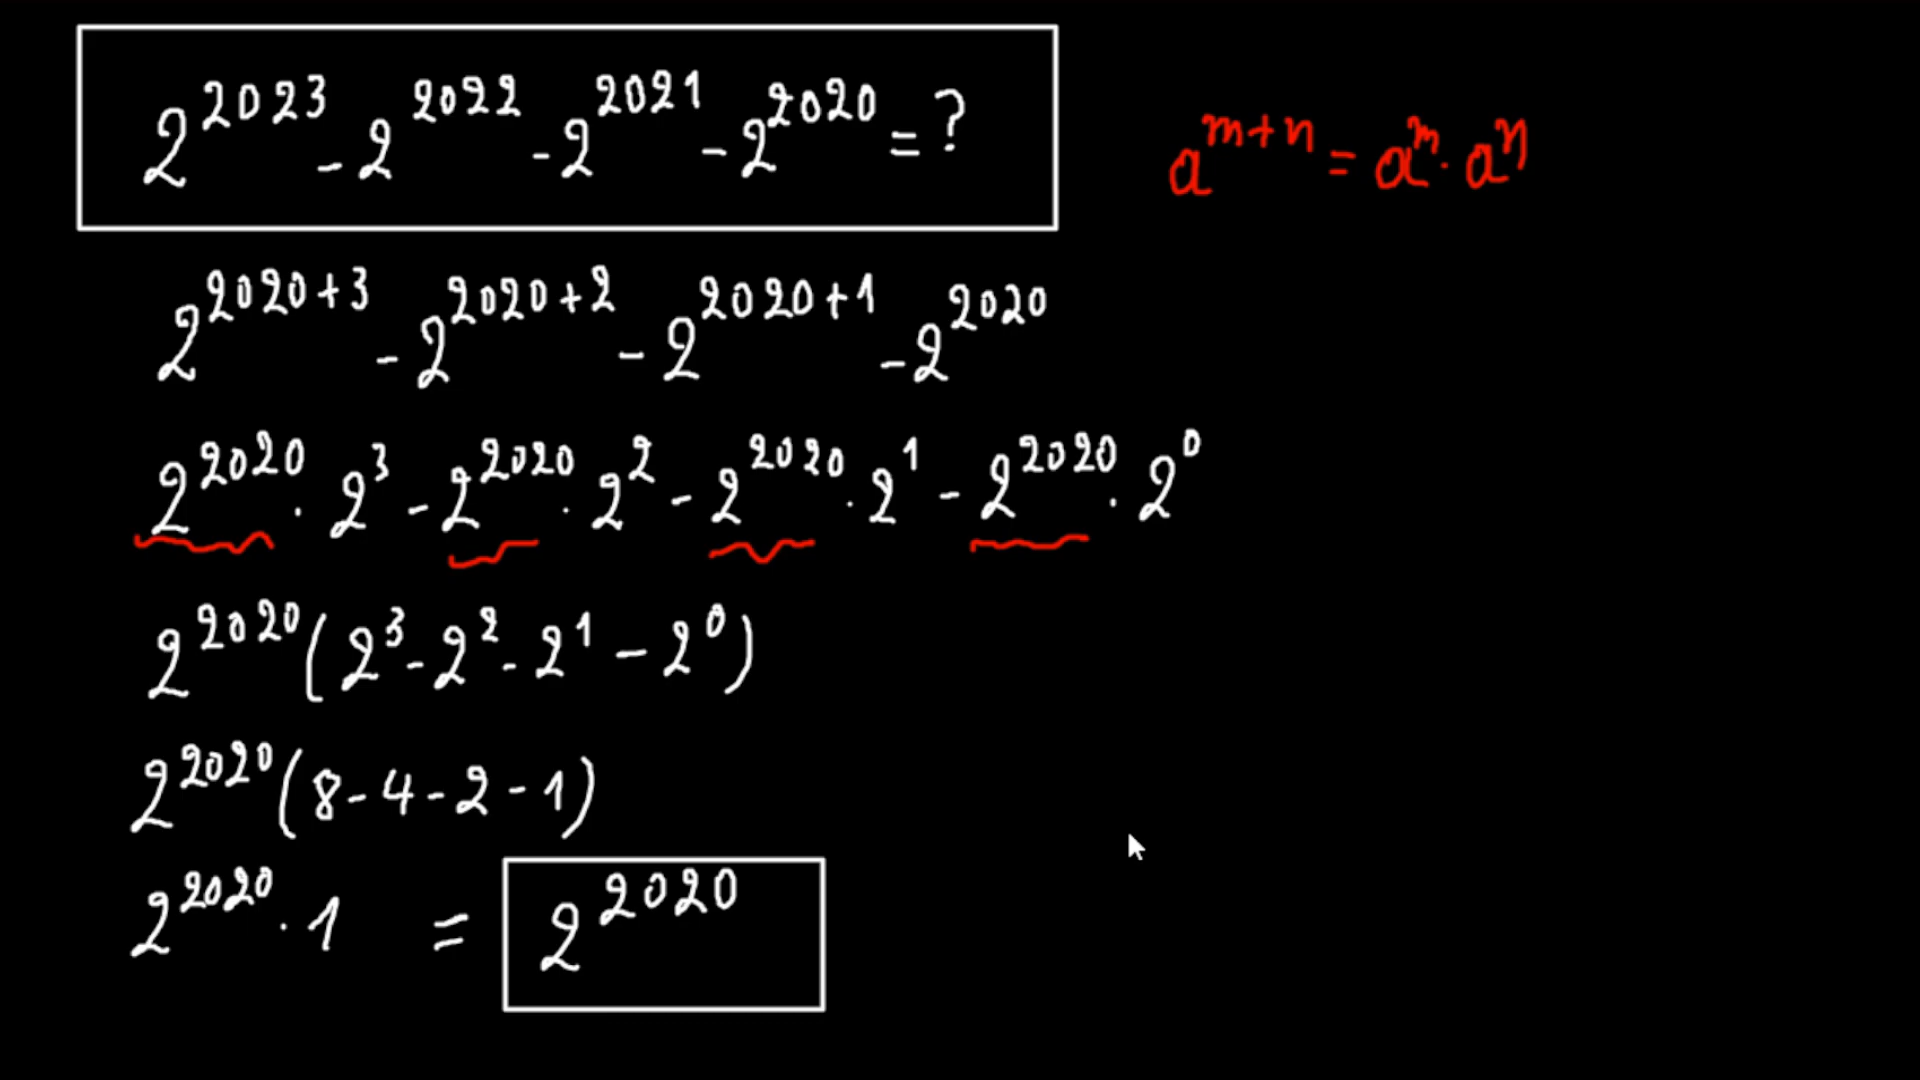 2^2023 - 2^2022 - 2^2021 - 2^2020 = ?
a^m+n = a^m · a^n
2^2020+3 - 2^2020+2 - 2^2020+1 - 2^2020
2^2020 · 2^3 - 2^2020 · 2^2 - 2^2020 · 2^1 - 2^2020 · 2^0
2^2020 (2^3 - 2^2 - 2^1 - 2^0)
2^2020 (8 - 4 - 2 - 1)
2^2020 · 1 = 2^2020